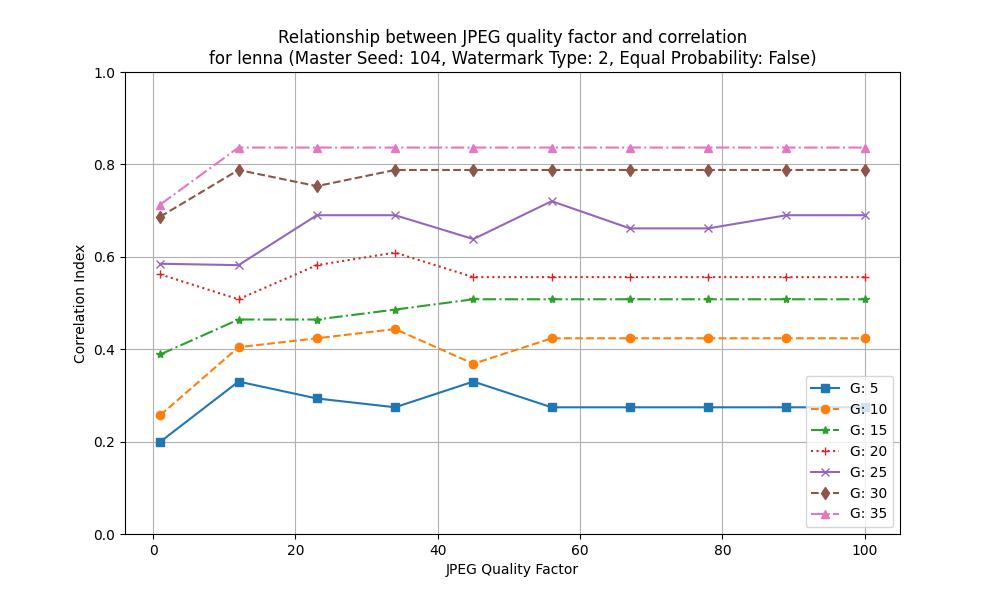 Relationship between JPEG quality factor and correlation
for lenna (Master Seed: 104, Watermark Type: 2, Equal Probability: False)
1.0
0.8
0.6
0.4
0.2
0.0
Correlation Index
G: 5
G: 10
G: 15
G: 20
G: 25
G: 30
G: 35
0 20 40 60 80 100
JPEG Quality Factor